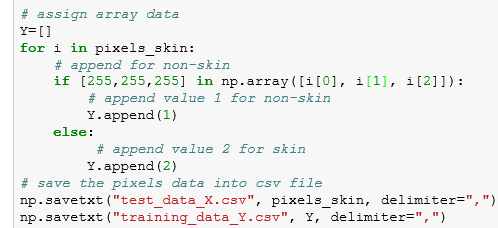 # assign array data
Y=[]
for i in pixels_skin:
    # append for non-skin
    if [255,255,255] in np.array([i[0], i[1], i[2]]):
        # append value 1 for non-skin
        Y.append(1)
    else:
         # append value 2 for skin
        Y.append(2)
# save the pixels data into csv file
np.savetxt("test_data_X.csv", pixels_skin, delimiter=",")
np.savetxt("training_data_Y.csv", Y, delimiter=",")